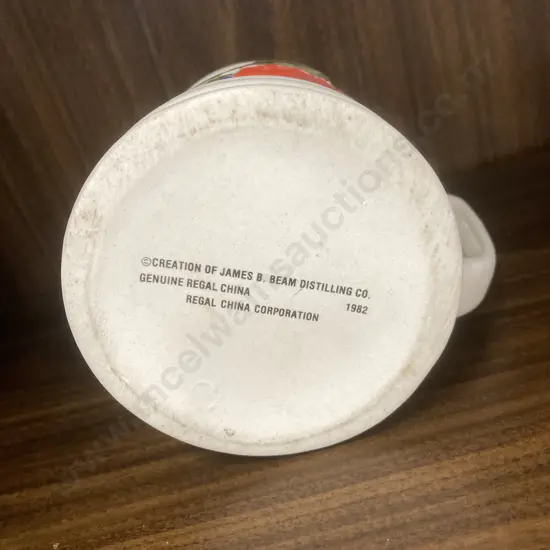 ©CREATION OF JAMES B. BEAM DISTILLING CO.
GENUINE REGAL CHINA 1982
REGAL CHINA CORPORATION